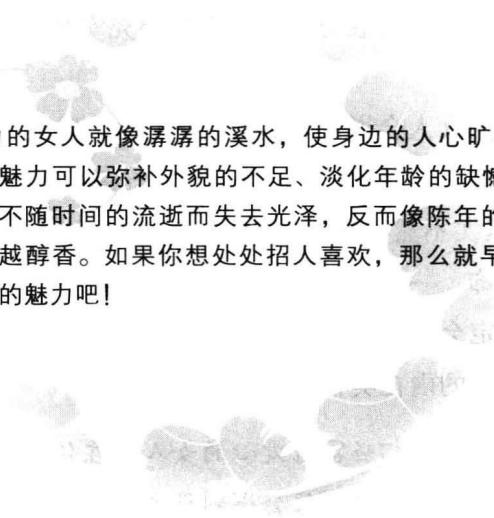 的女人就像潺潺的溪水，使身边的人心旷
魅力可以弥补外貌的不足、淡化年龄的缺憾
不随时间的流逝而失去光泽，反而像陈年的
越醇香。如果你想处处招人喜欢，那么就早
的魅力吧！